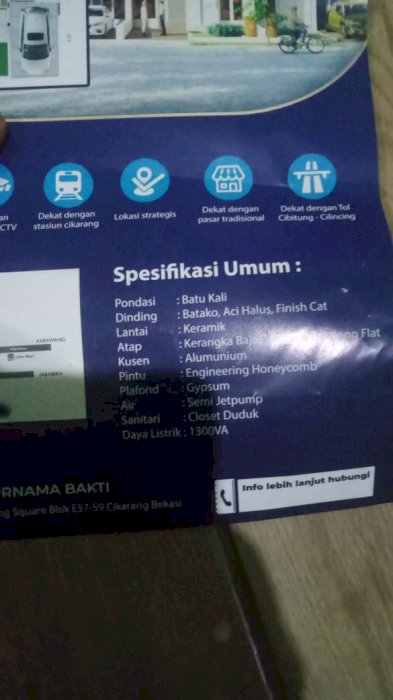 CTV
Dekat dengan
stasiun cikarang
Lokasi strategis
Dekat dengan
pasar tradisional
Dekat dengan Tol
Cibitung - Cilincing
Spesifikasi Umum :
Pondasi : Batu Kali
Dinding : Batako, Aci Halus, Finish Cat
Lantai : Keramik
Atap : Kerangka Flat
Kusen : Alumunium
Pintu : Engineering Honeycomb
Plafond : Gypsum
Air : Semi Jetpump
Sanitari : Closet Duduk
Daya Listrik : 1300VA
KARAWANG
RNAMA BAKTI
Square Blok E57-59 Cikarang Bekasi
Info lebih lanjut hubungi